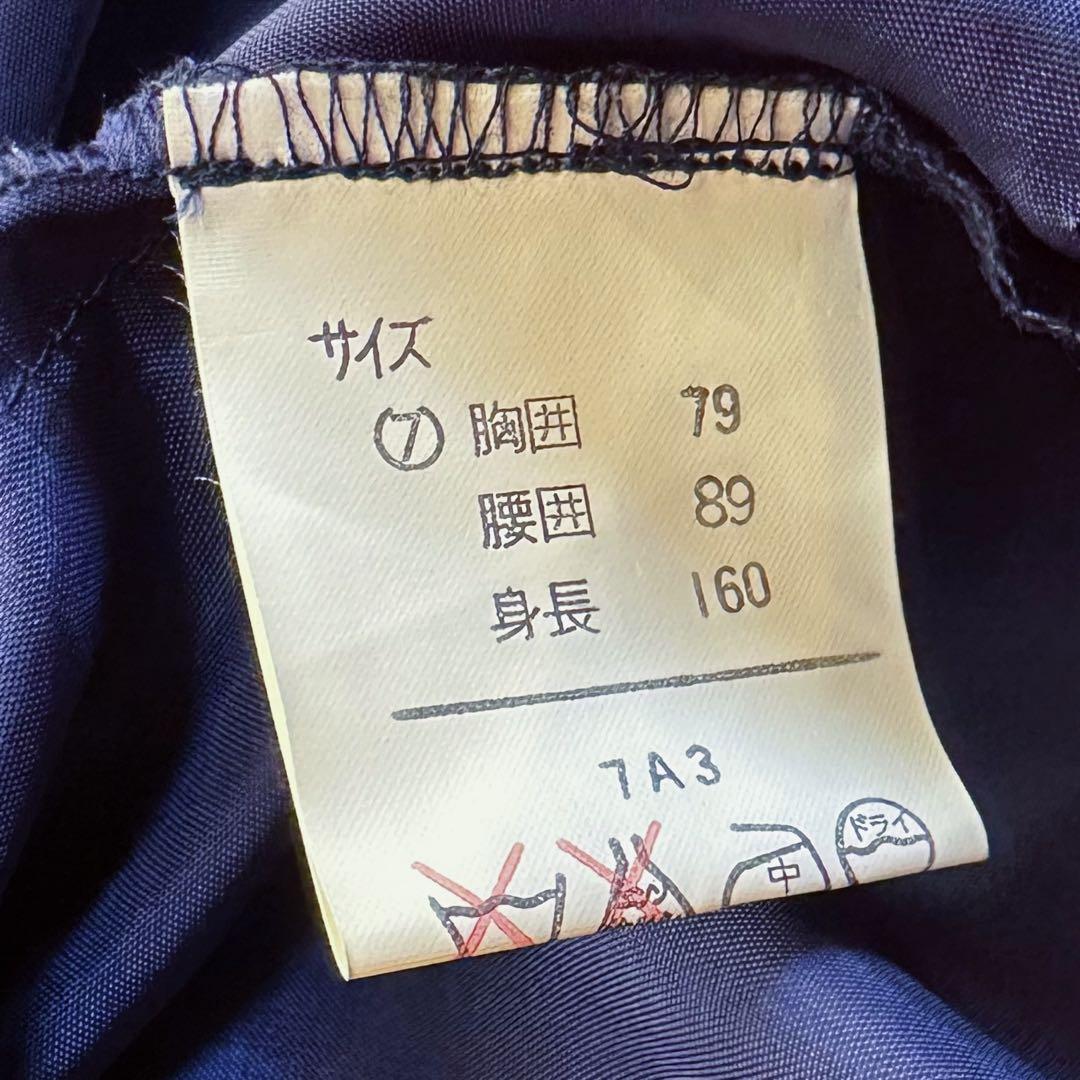 サイズ
⑦ 胸囲 79
腰囲 89
身長 160
7A3
中 ドライ